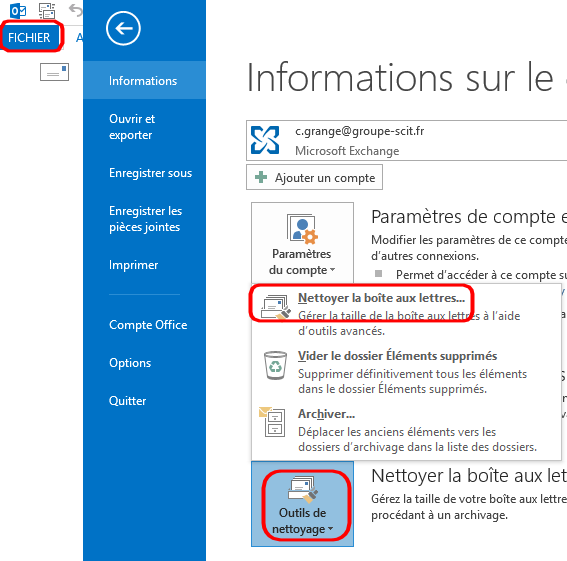 FICHIER
A
Informations
Ouvrir et
exporter
Enregistrer sous
Enregistrer les
pièces jointes
Imprimer
Compte Office
Options
Quitter
Informations sur le
c.grange@groupe-scit.fr
Microsoft Exchange
Ajouter un compte
Paramètres
du compte
Paramètres de compte e
Modifier les paramètres de ce compte
d'autres connexions.
Permet d'accéder à ce compte su
Nettoyer la boîte aux lettres...
Gérer la taille de la boîte aux lettres à l'aide
d'outils avancés.
Vider le dossier Éléments supprimés
Supprimer définitivement tous les éléments
dans le dossier Éléments supprimés.
Archiver...
Déplacer les anciens éléments vers les
dossiers d'archivage dans la liste des dossiers.
Outils de
nettoyage
Nettoyer la boîte aux let
Gérez la taille de votre boîte aux lettre
procédant à un archivage.